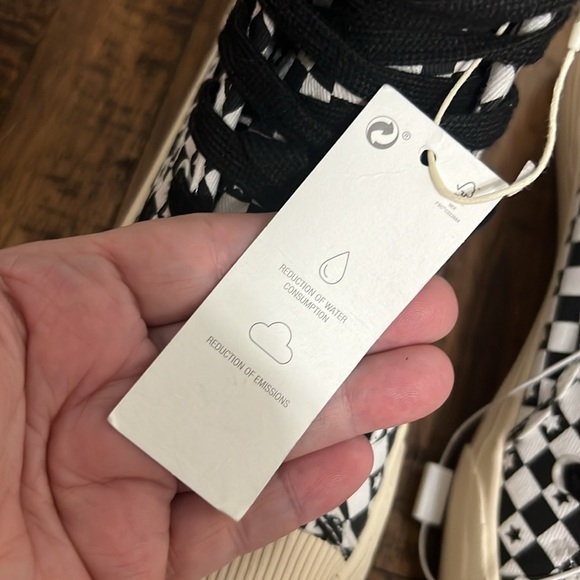 ®
REDUCTION OF WATER
CONSUMPTION
REDUCTION OF EMISSIONS